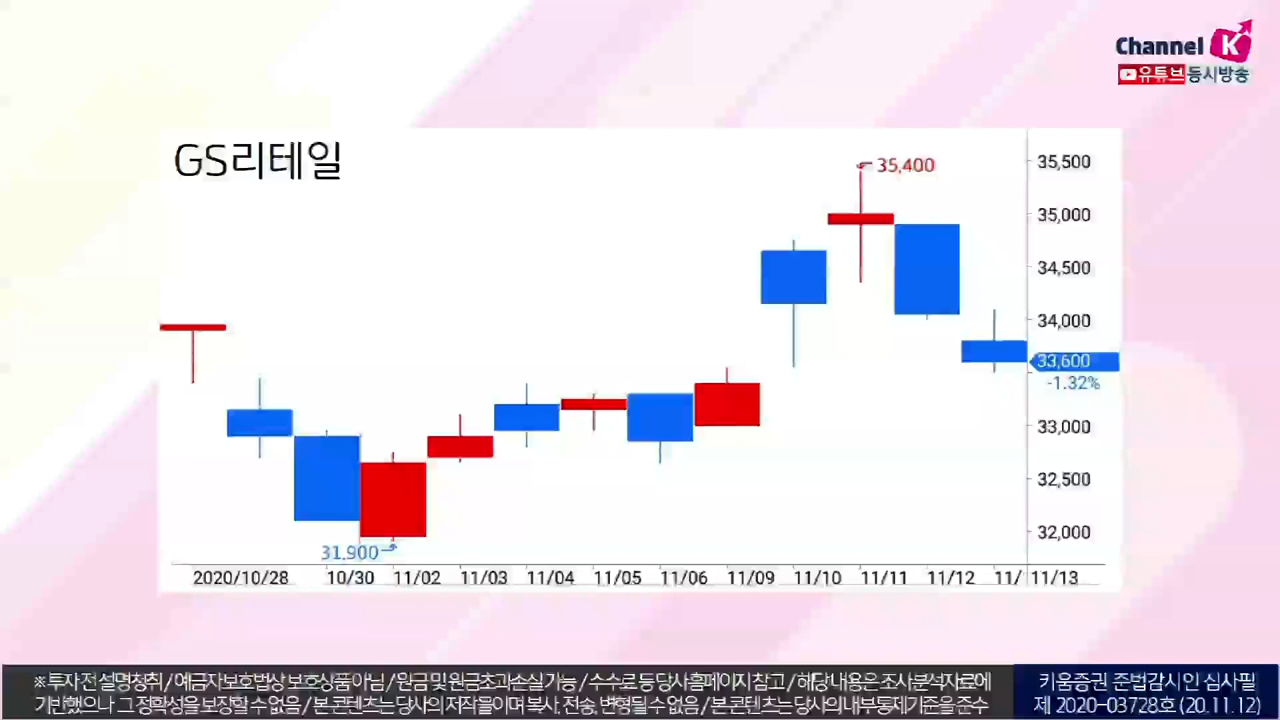 Channel K
유튜브동시방송
GS리테일
35,400
35,500
35,000
34,500
34,000
33,600
-1.32%
33,000
32,500
32,000
31,900
2020/10/28 10/30 11/02 11/03 11/04 11/05 11/06 11/09 11/10 11/11 11/12 11/ 11/13
※투자 전 설명청취 / 예금자보호법상 보호상품 아님 / 원금 및 원금초과손실 가능 / 수수료 등 당사홈페이지 참고 / 해당 내용은 조사분석자료에
기반했으나 그 정확성을 보장할 수 없음 / 본 콘텐츠는 당사의 저작물이며 복사, 전송, 변형될 수 없음 / 본 콘텐츠는 당사의 내부통제기준을 준수
키움증권 준법감시인 심사필
제 2020-03728호 (20.11.12)